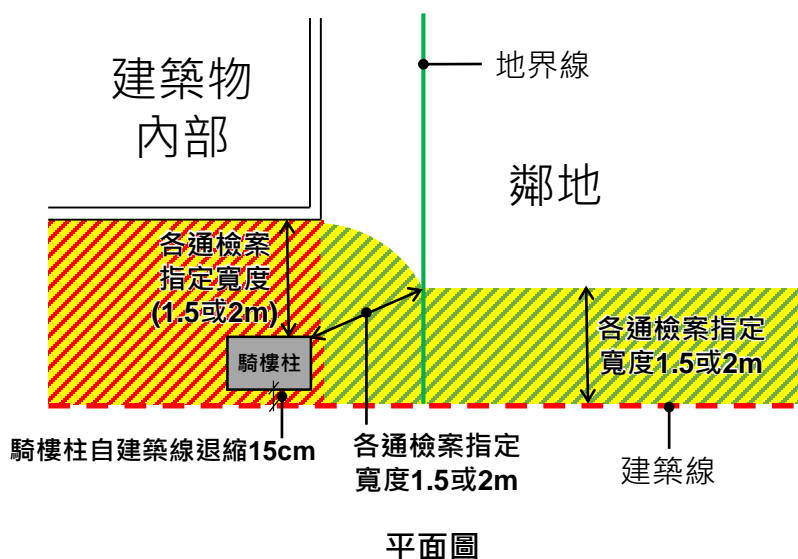 建築物
內部
地界線
鄰地
各通檢案
指定寬度
(1.5或2m)
騎樓柱
各通檢案指定
寬度1.5或2m
騎樓柱自建築線退縮15cm
各通檢案指定
寬度1.5或2m
建築線
平面圖